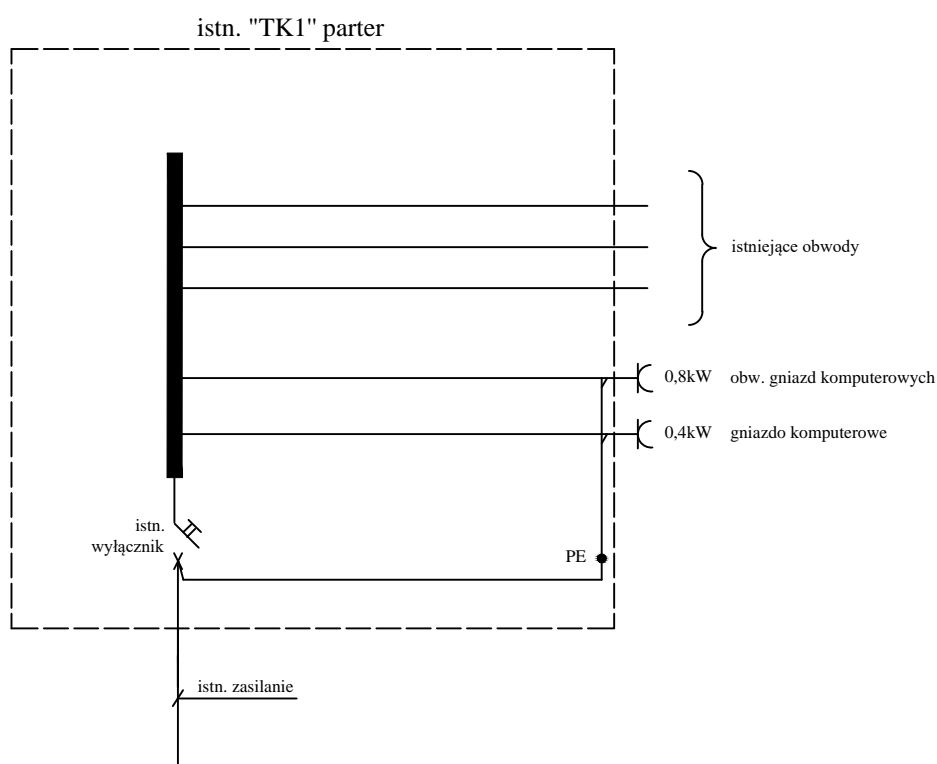 istn. "TK1" parter
istniejące obwody
0,8kW obw. gniazd komputerowych
0,4kW gniazdo komputerowe
istn.
wyłącznik
PE
istn. zasilanie